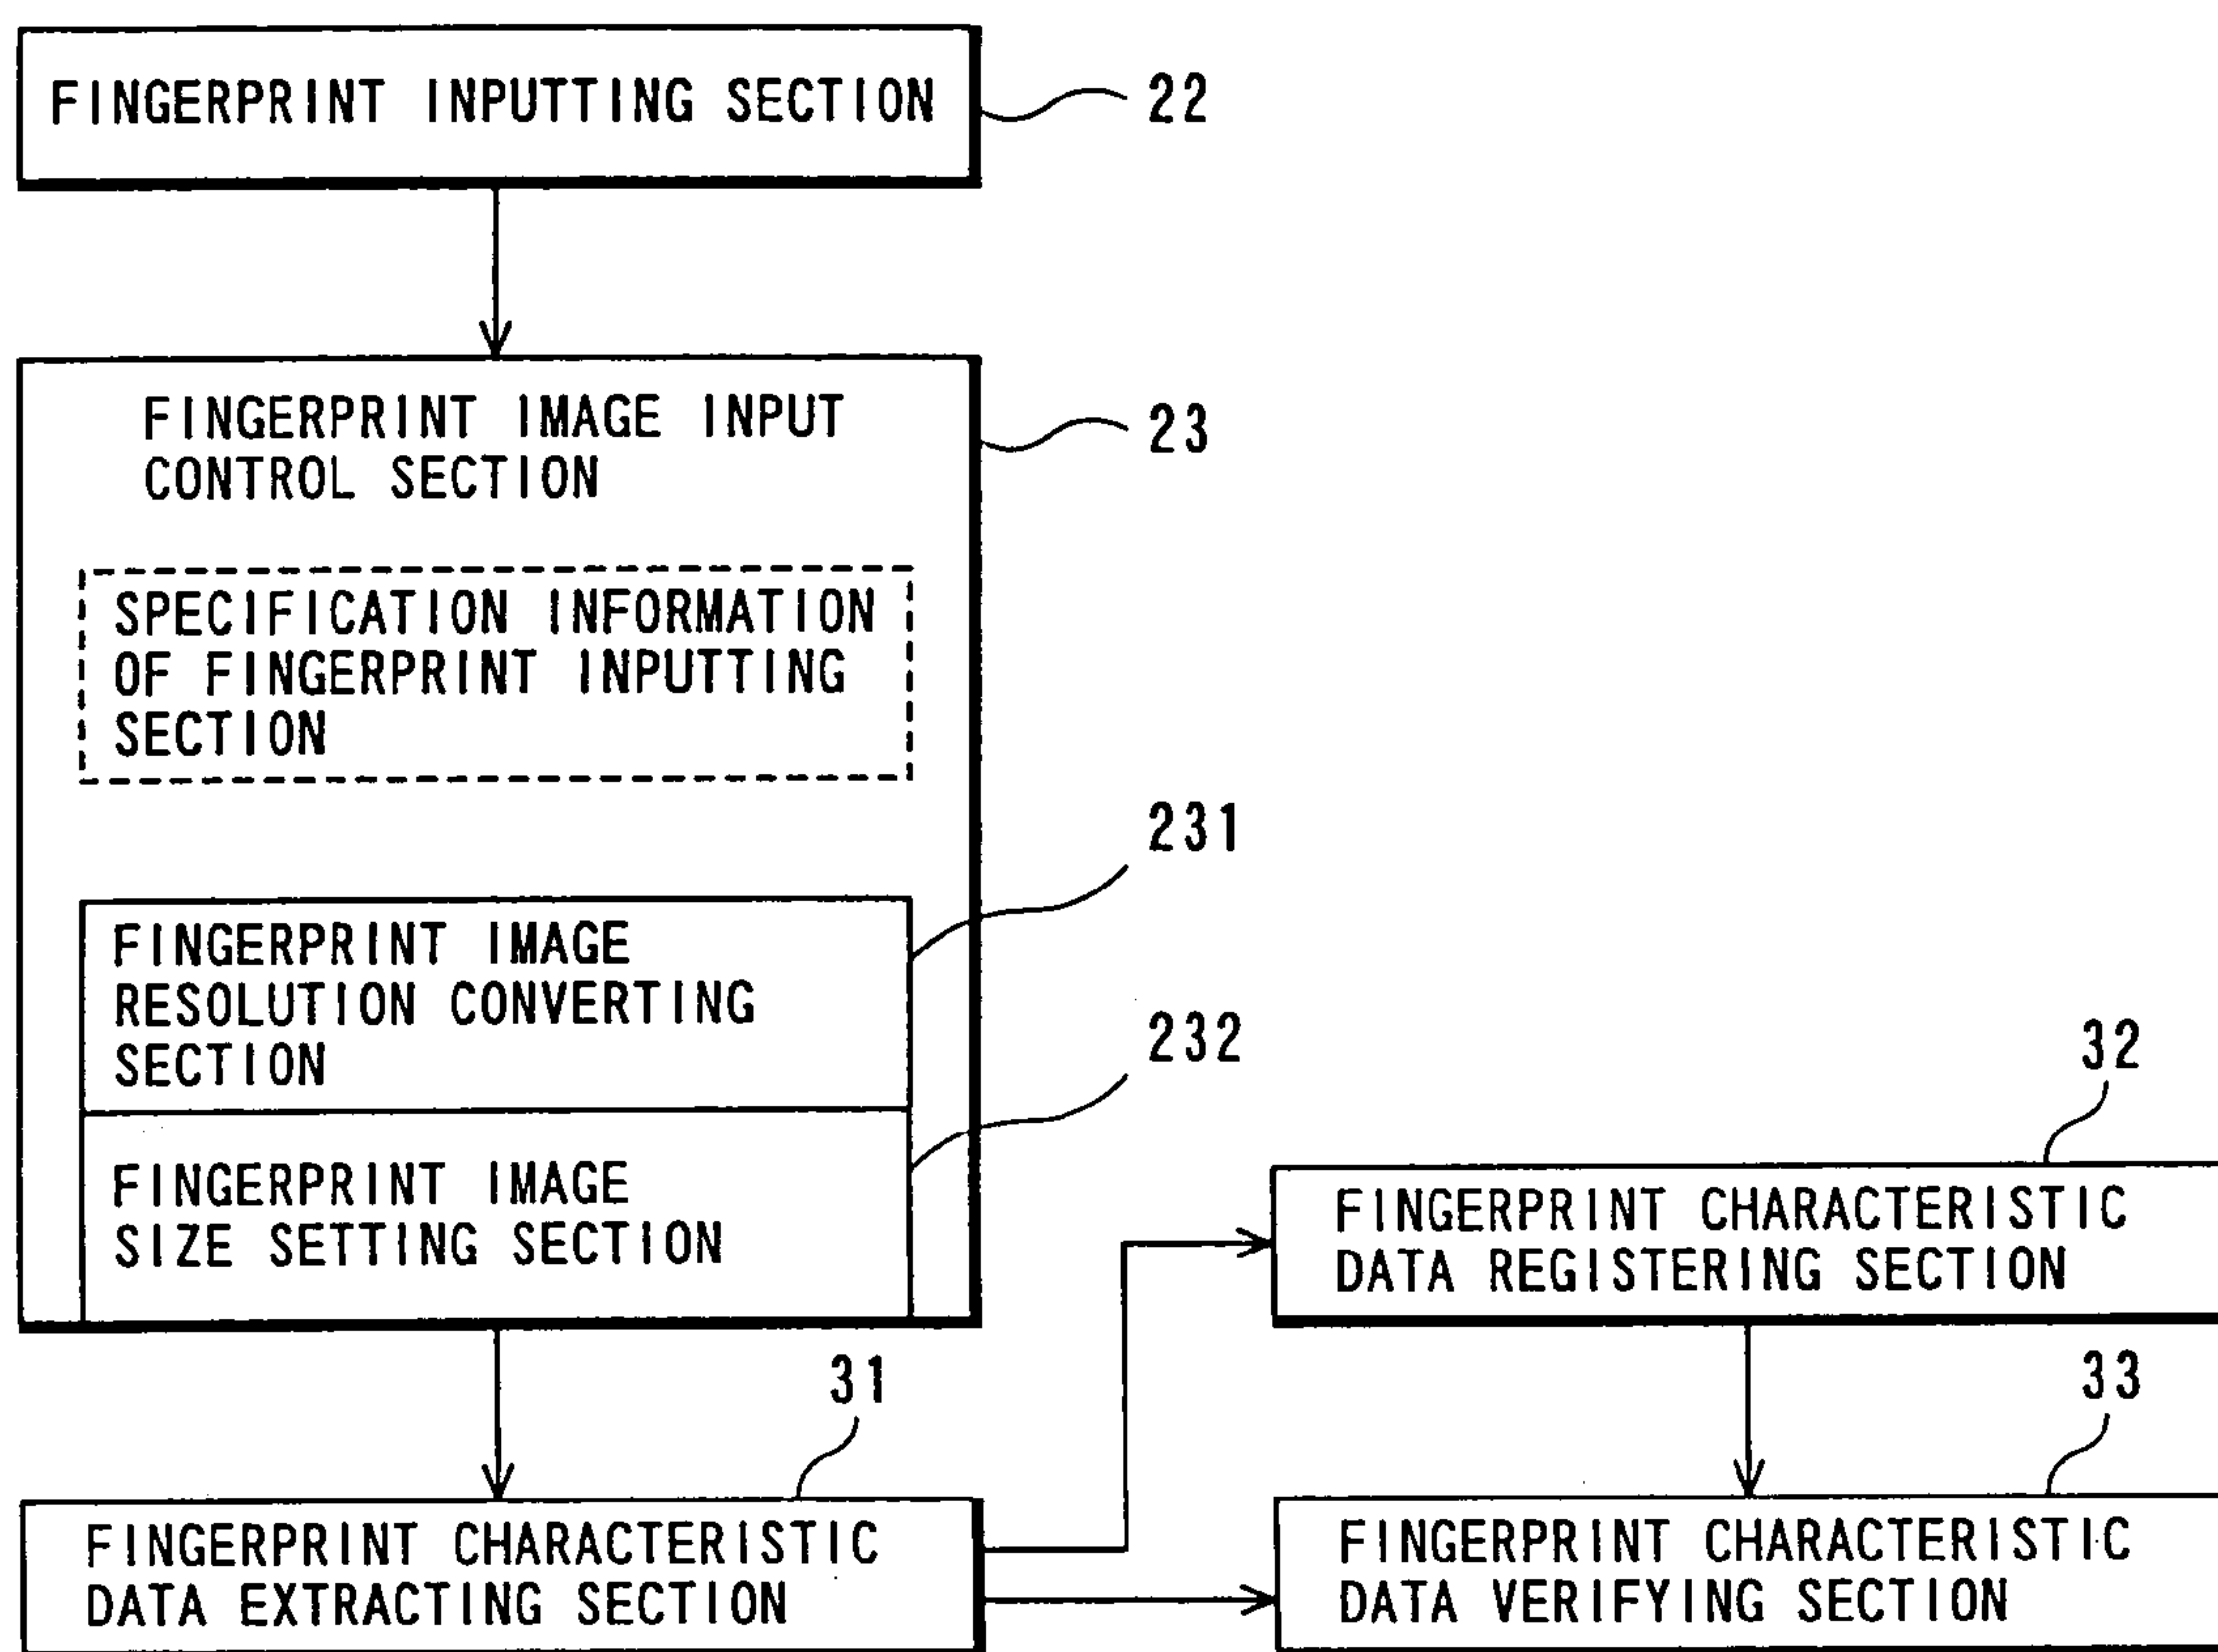 FINGERPRINT INPUTTING SECTION
22
FINGERPRINT IMAGE INPUT
CONTROL SECTION
23
SPECIFICATION INFORMATION
OF FINGERPRINT INPUTTING
SECTION
231
FINGERPRINT IMAGE
RESOLUTION CONVERTING
SECTION
232
FINGERPRINT IMAGE
SIZE SETTING SECTION
32
FINGERPRINT CHARACTERISTIC
DATA REGISTERING SECTION
31
FINGERPRINT CHARACTERISTIC
DATA EXTRACTING SECTION
33
FINGERPRINT CHARACTERISTIC
DATA VERIFYING SECTION